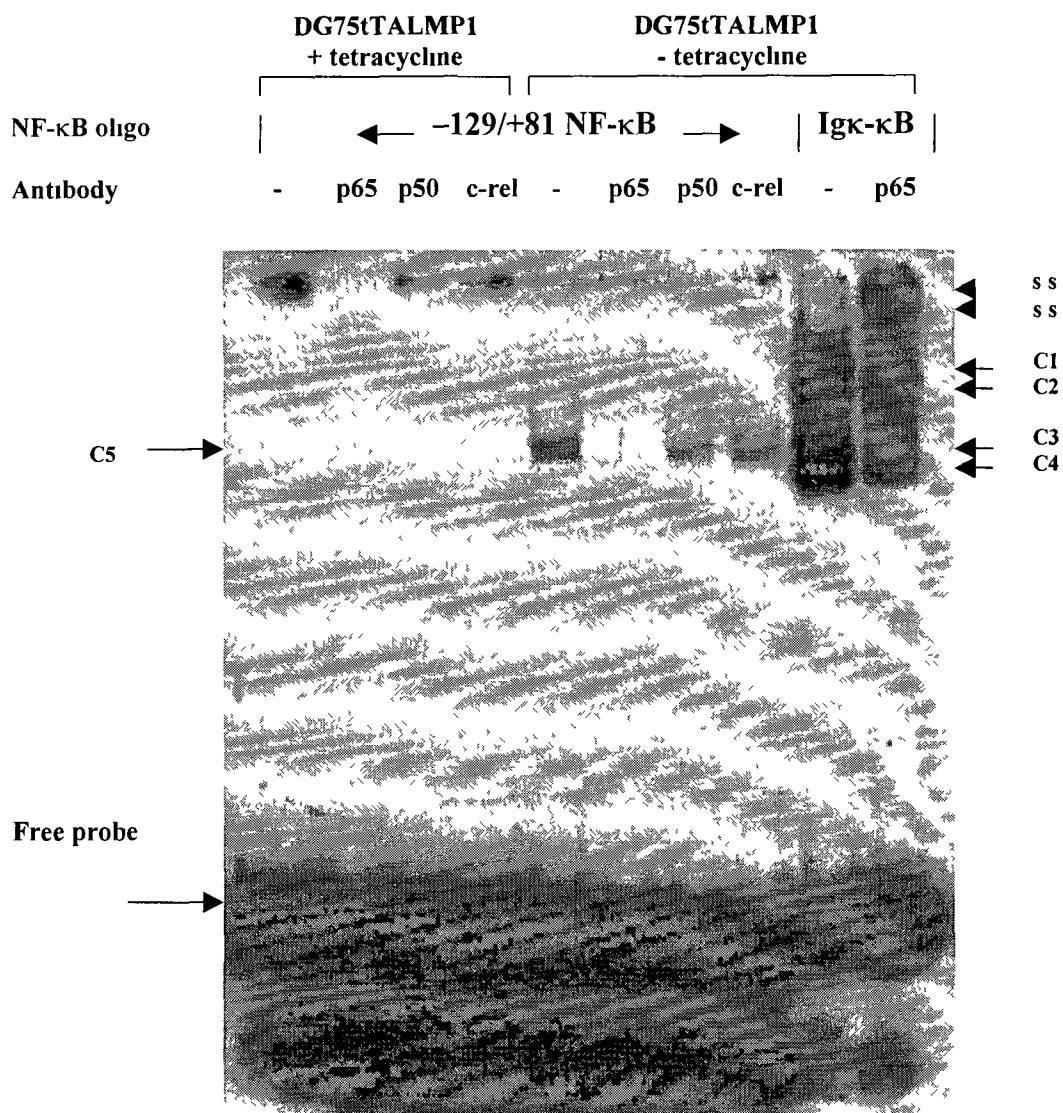 DG75tTALMP1 DG75tTALMP1
+ tetracyclıne - tetracyclıne
NF-κB olıgo −129/+81 NF-κB Igκ-κB
Antıbody - p65 p50 c-rel - p65 p50 c-rel - p65
s s
s s
C1
C2
C3
C5
C4
Free probe